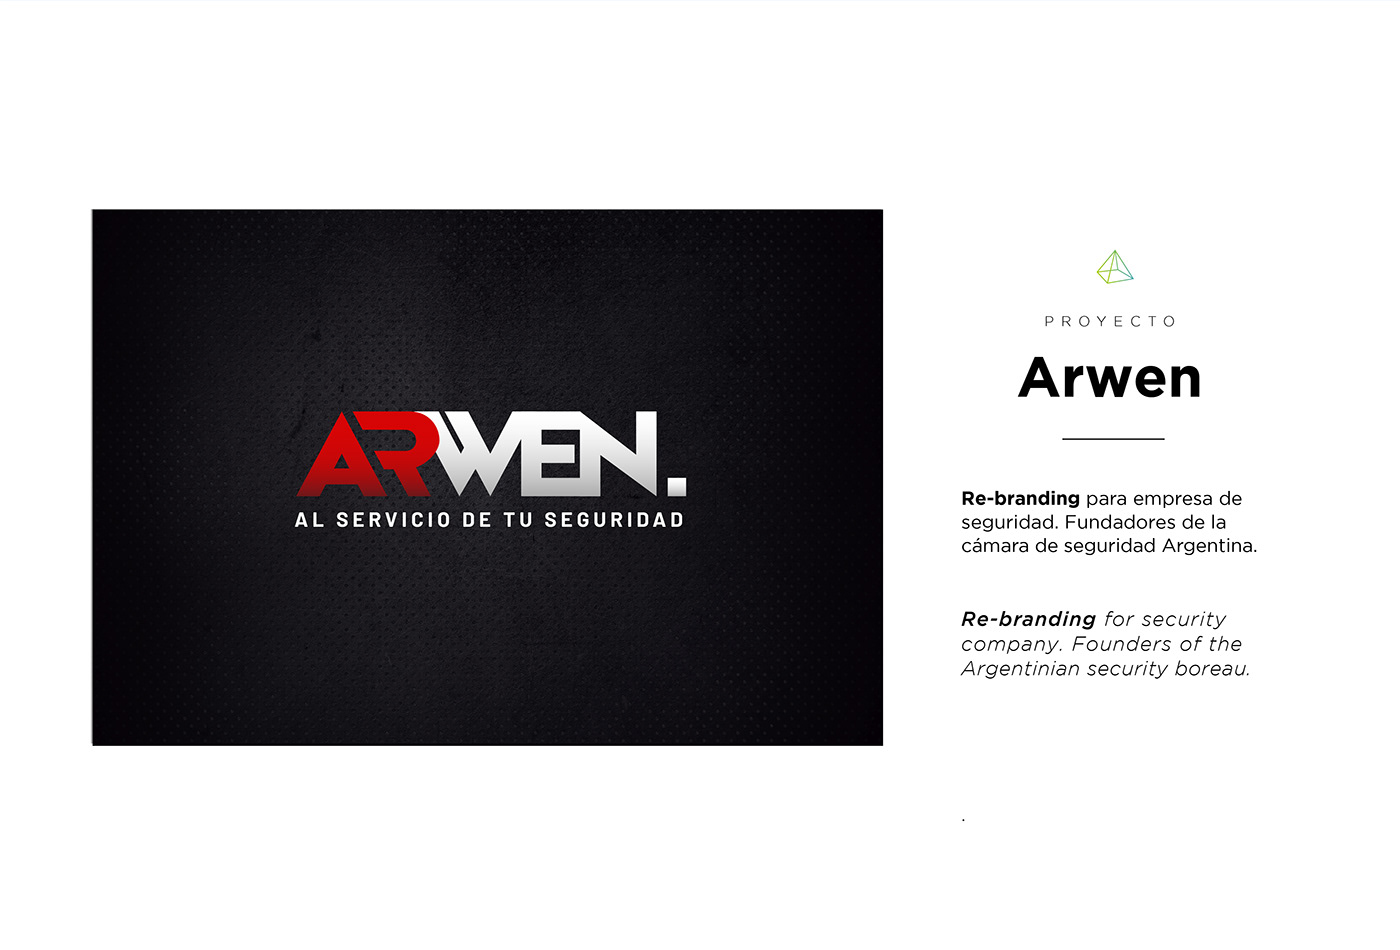 ARWEN.
AL SERVICIO DE TU SEGURIDAD
PROYECTO
Arwen
Re-branding para empresa de
seguridad. Fundadores de la
cámara de seguridad Argentina.
Re-branding for security
company. Founders of the
Argentinian security boreau.
.